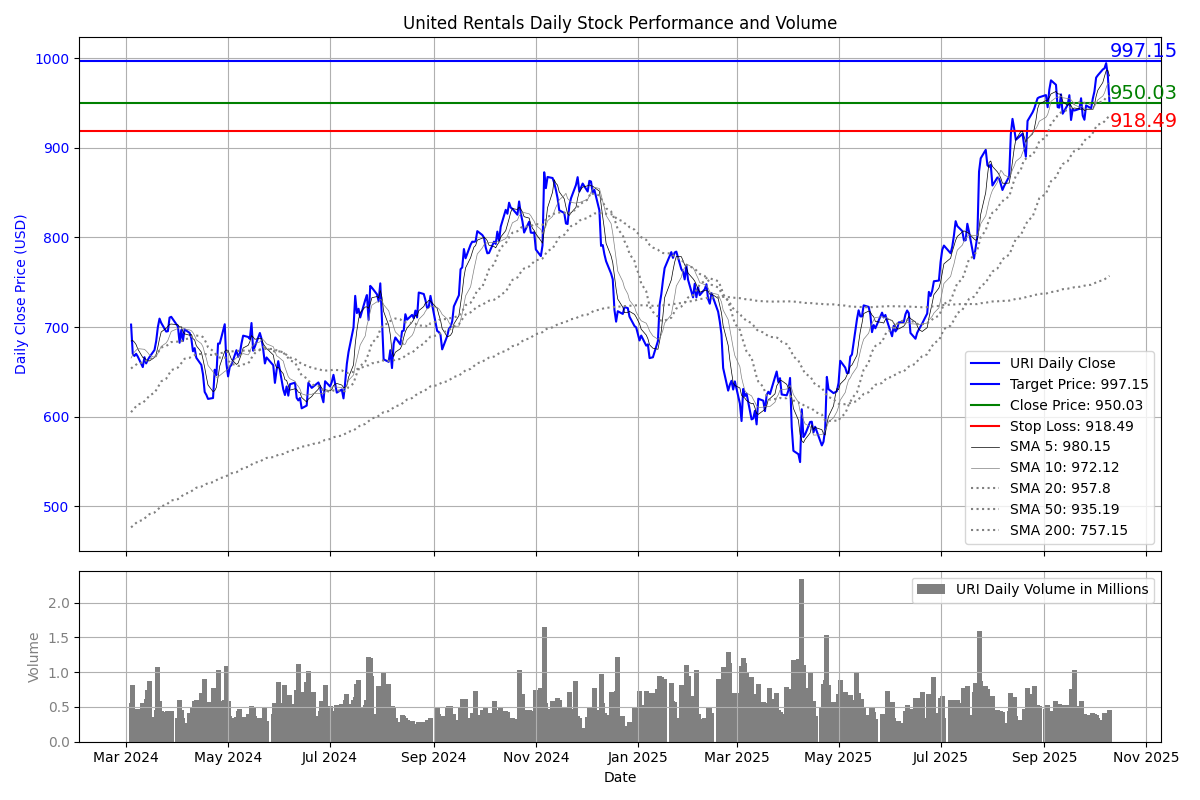 United Rentals Daily Stock Performance and Volume
Daily Close Price (USD)
1000
900
800
700
600
500
997.15
950.03
918.49
URI Daily Close
Target Price: 997.15
Close Price: 950.03
Stop Loss: 918.49
SMA 5: 980.15
SMA 10: 972.12
SMA 20: 957.8
SMA 50: 935.19
SMA 200: 757.15
Volume
2.0
1.5
1.0
0.5
0.0
URI Daily Volume in Millions
Mar 2024 May 2024 Jul 2024 Sep 2024 Nov 2024 Jan 2025 Mar 2025 May 2025 Jul 2025 Sep 2025 Nov 2025
Date